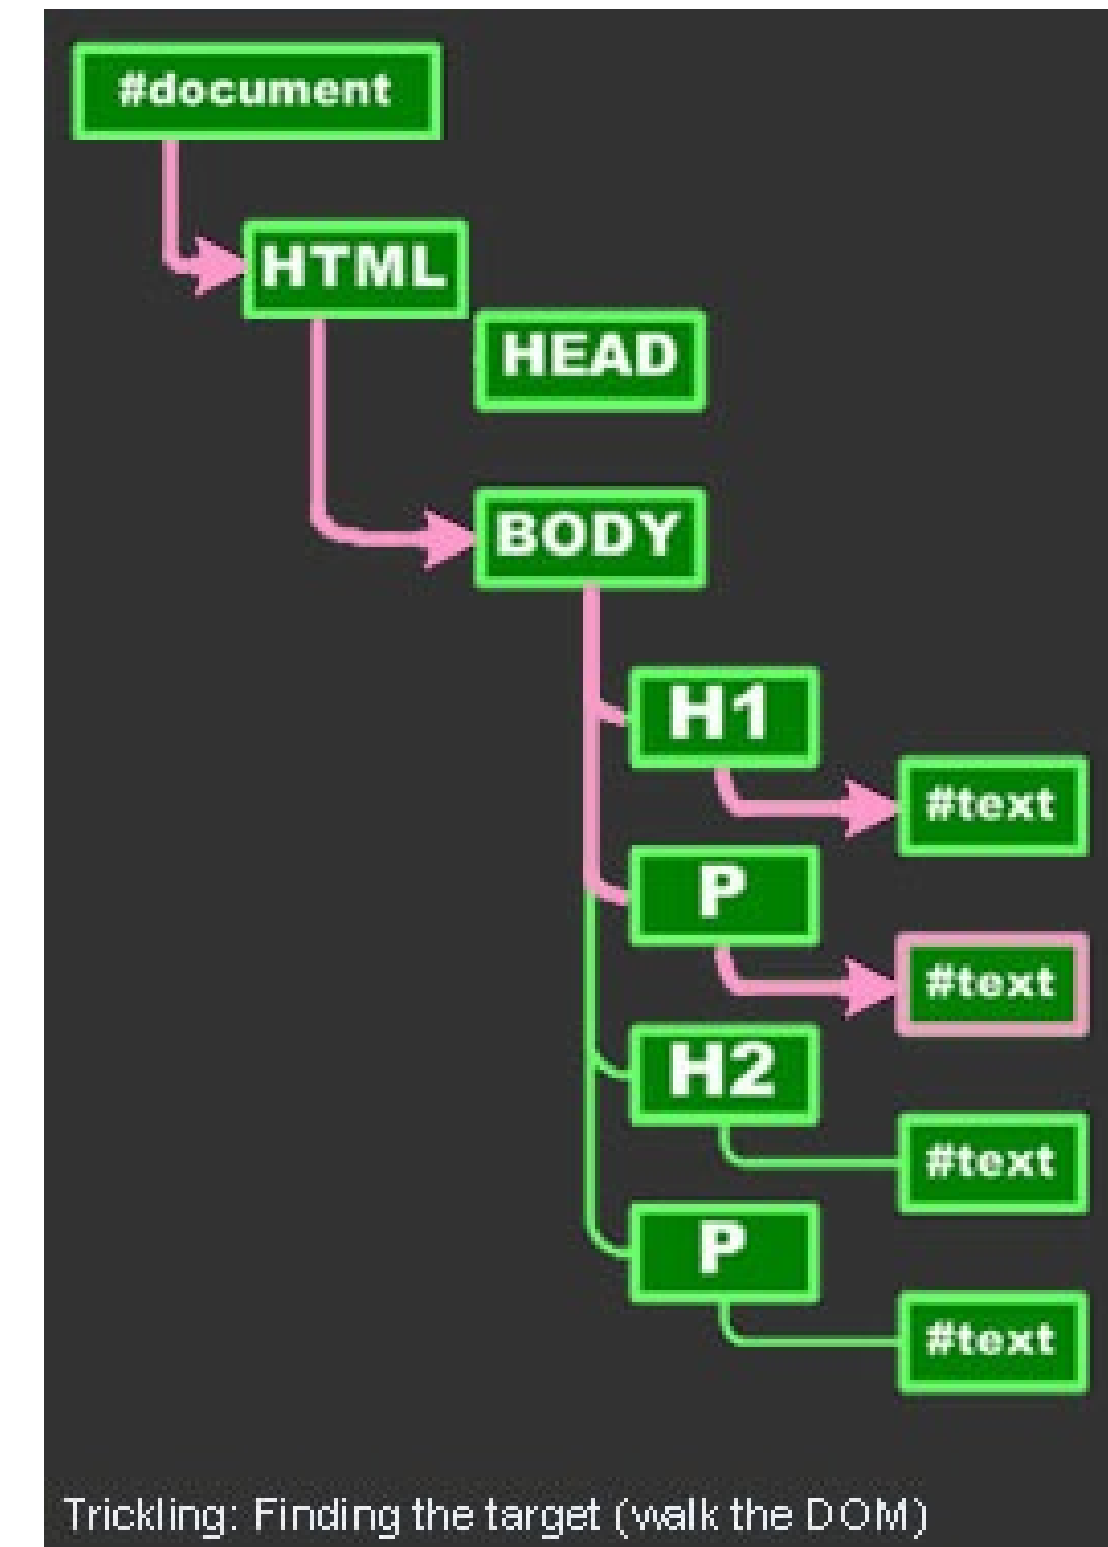 #document
HTML
HEAD
BODY
H1
#text
P
#text
H2
#text
P
#text
Trickling: Finding the target (walk the DOM)